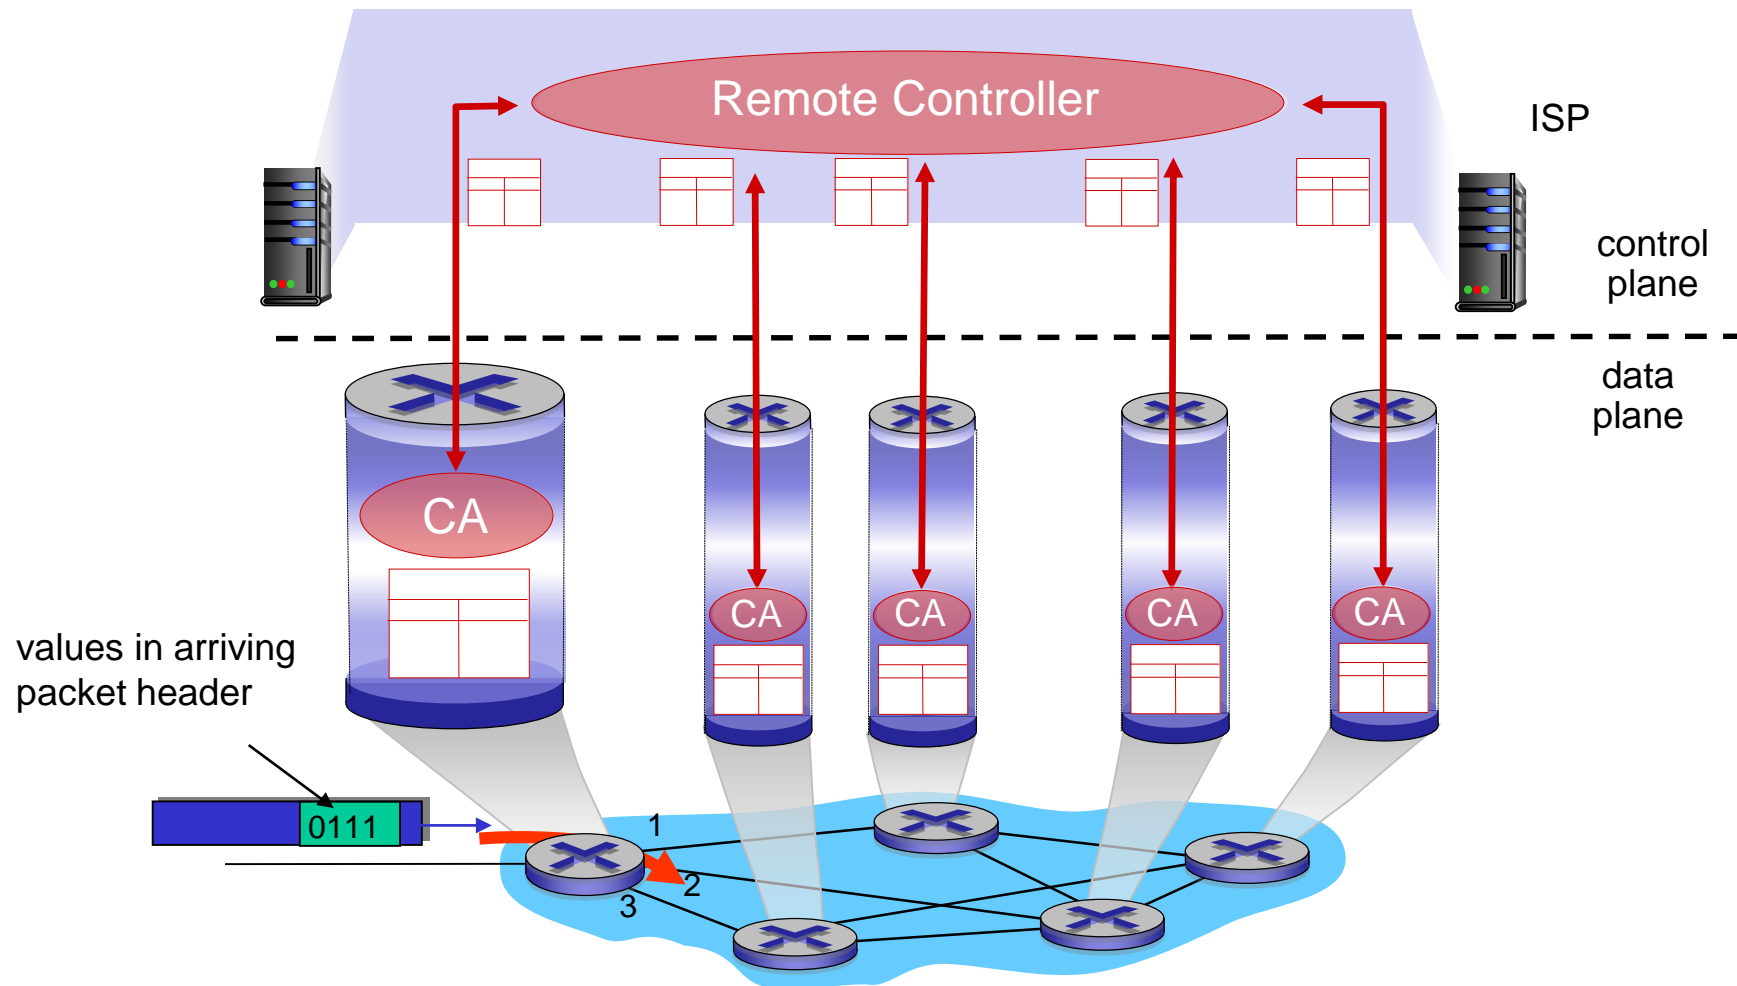 Remote Controller
ISP
control
plane
data
plane
CA
CA
CA
CA
CA
values in arriving
packet header
0111
1
2
3